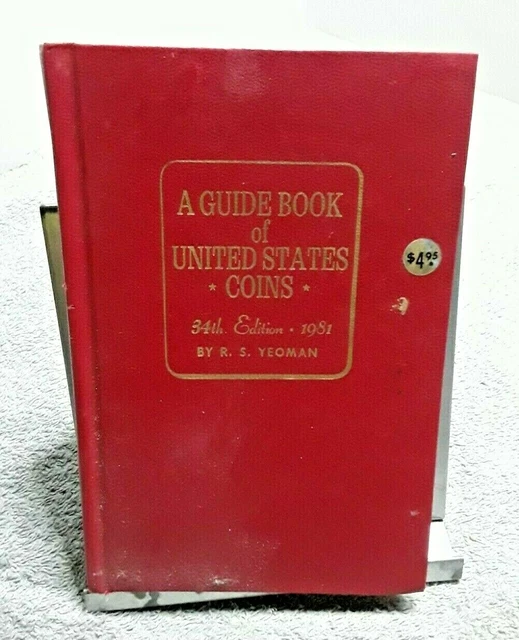 A GUIDE BOOK
of
UNITED STATES
* COINS *
34th Edition • 1981
BY R. S. YEOMAN
$4.95